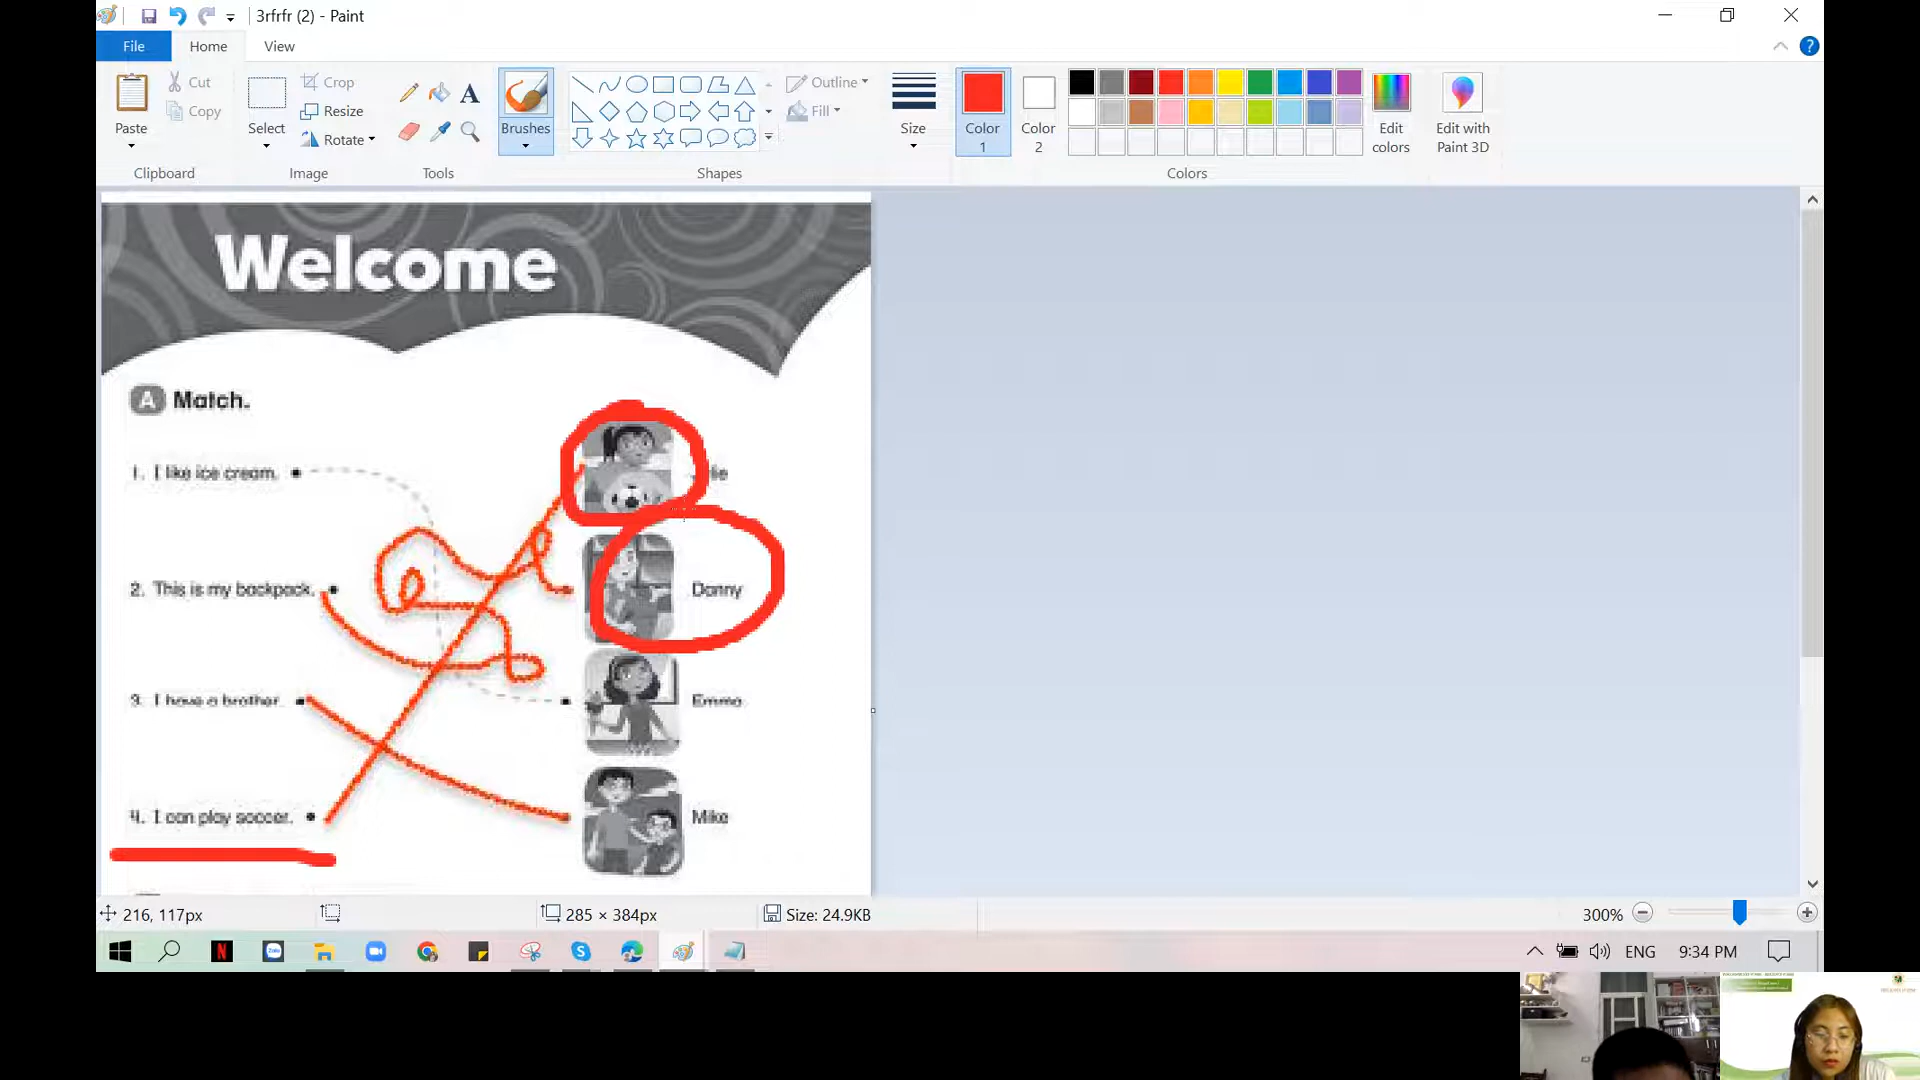 3rfrfr (2) - Paint
File Home View
Paste
Cut
Copy
Clipboard
Select
Crop
Resize
Rotate
Image
A
Tools
Brushes
Outline
Fill
Shapes
Size
Color 1
Color 2
Edit colors
Edit with Paint 3D
Colors
?
Welcome
A Match.
1. I like ice cream.
2. This is my backpack.
Danny
3. I have a brother.
Emma
4. I can play soccer.
Mike
216, 117px
285 × 384px
Size: 24.9KB
300%
ENG
9:34 PM